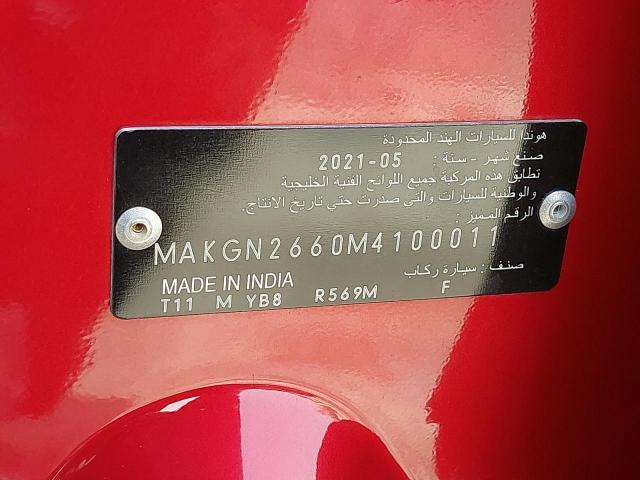 هوندا للسيارات الهند المحدودة
صنع شهر - سنة : 2021-05
تطابق هذه المركبة جميع اللوائح الفنية الخليجية
والوطنية للسيارات والتي صدرت حتي تاريخ الانتاج.
الرقم المميز :
MAKGN2660M4100011
صنف : سيارة ركاب
MADE IN INDIA
T11 M YB8 R569M F